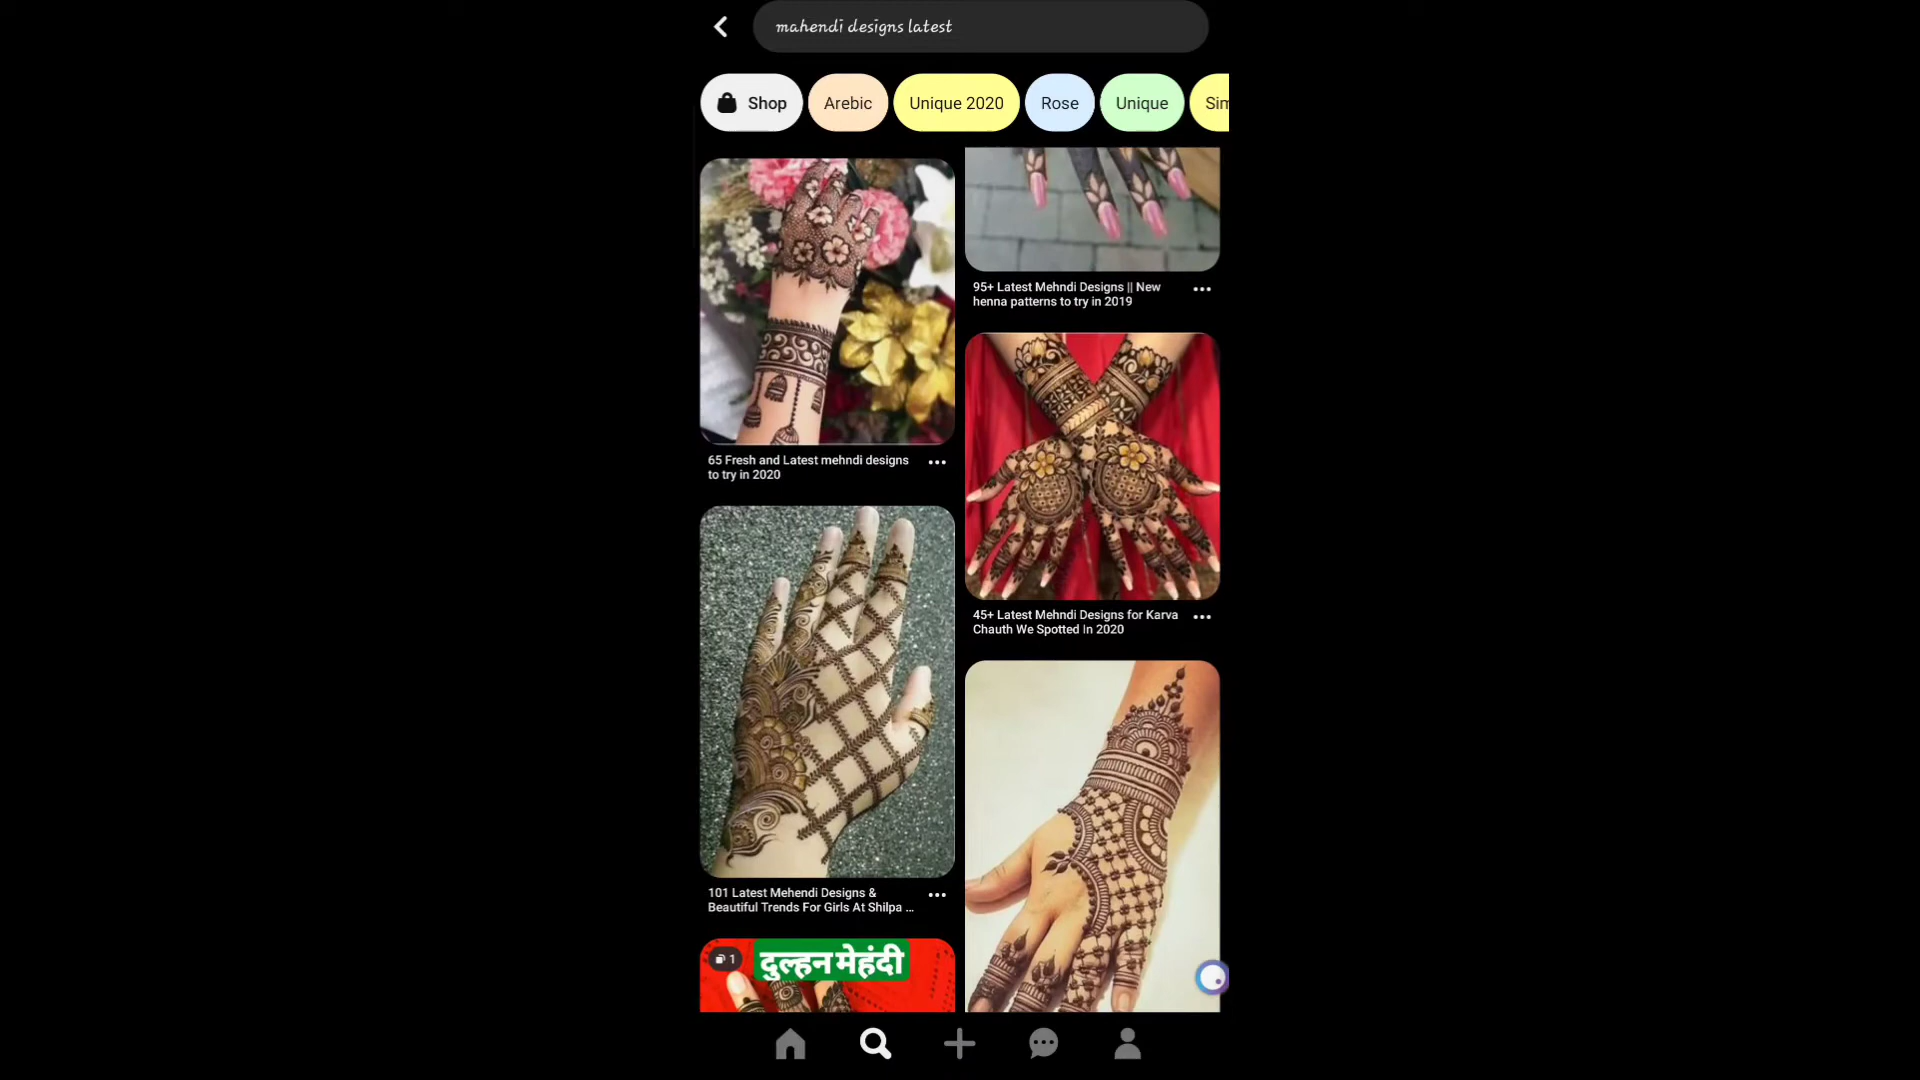 mahendi designs latest
Shop
Arebic
Unique 2020
Rose
Unique
Sim
65 Fresh and Latest mehndi designs
to try in 2020
101 Latest Mehendi Designs &
Beautiful Trends For Girls At Shilpa ...
1
दुल्हन मेहंदी
95+ Latest Mehndi Designs || New
henna patterns to try in 2019
45+ Latest Mehndi Designs for Karva
Chauth We Spotted In 2020